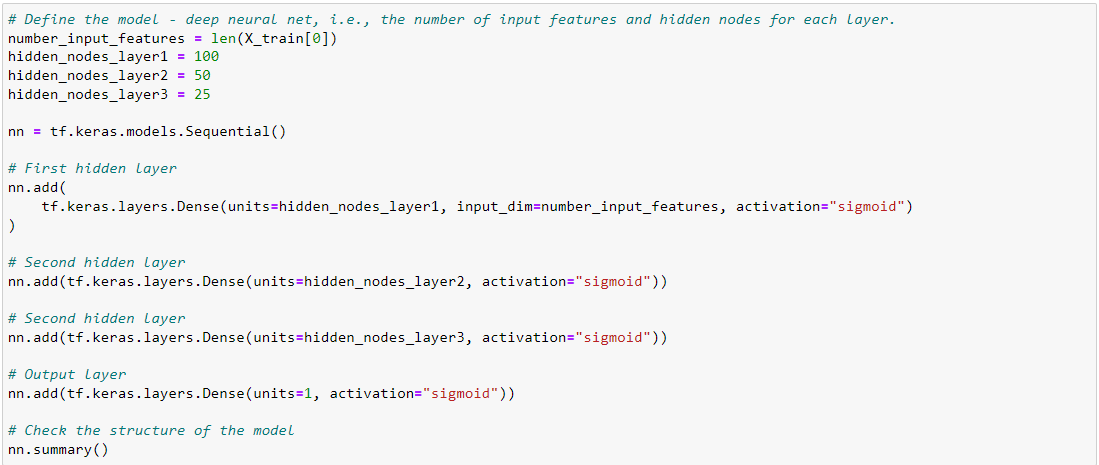 # Define the model - deep neural net, i.e., the number of input features and hidden nodes for each layer.
number_input_features = len(X_train[0])
hidden_nodes_layer1 = 100
hidden_nodes_layer2 = 50
hidden_nodes_layer3 = 25
nn = tf.keras.models.Sequential()
# First hidden layer
nn.add(
    tf.keras.layers.Dense(units=hidden_nodes_layer1, input_dim=number_input_features, activation="sigmoid")
)
# Second hidden layer
nn.add(tf.keras.layers.Dense(units=hidden_nodes_layer2, activation="sigmoid"))
# Second hidden layer
nn.add(tf.keras.layers.Dense(units=hidden_nodes_layer3, activation="sigmoid"))
# Output layer
nn.add(tf.keras.layers.Dense(units=1, activation="sigmoid"))
# Check the structure of the model
nn.summary()